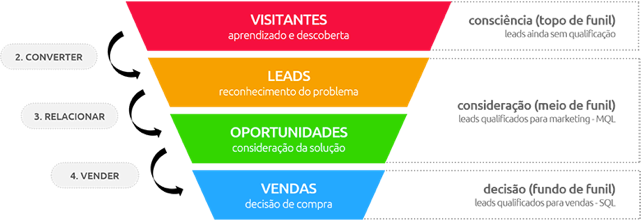 VISITANTES
aprendizado e descoberta
consciência (topo de funil)
leads ainda sem qualificação
2. CONVERTER
LEADS
reconhecimento do problema
3. RELACIONAR
consideração (meio de funil)
leads qualificados para marketing - MQL
OPORTUNIDADES
consideração da solução
4. VENDER
VENDAS
decisão de compra
decisão (fundo de funil)
leads qualificados para vendas - SQL